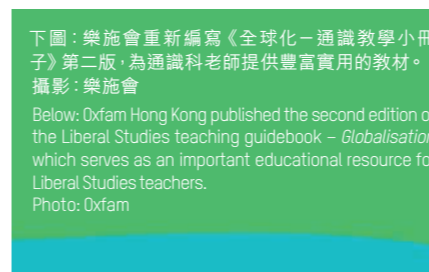 下圖：樂施會重新編寫《全球化－通識教學小冊
子》第二版，為通識科老師提供豐富實用的教材。
攝影：樂施會
Below: Oxfam Hong Kong published the second edition o
the Liberal Studies teaching guidebook – Globalisation
which serves as an important educational resource fo
Liberal Studies teachers.
Photo: Oxfam